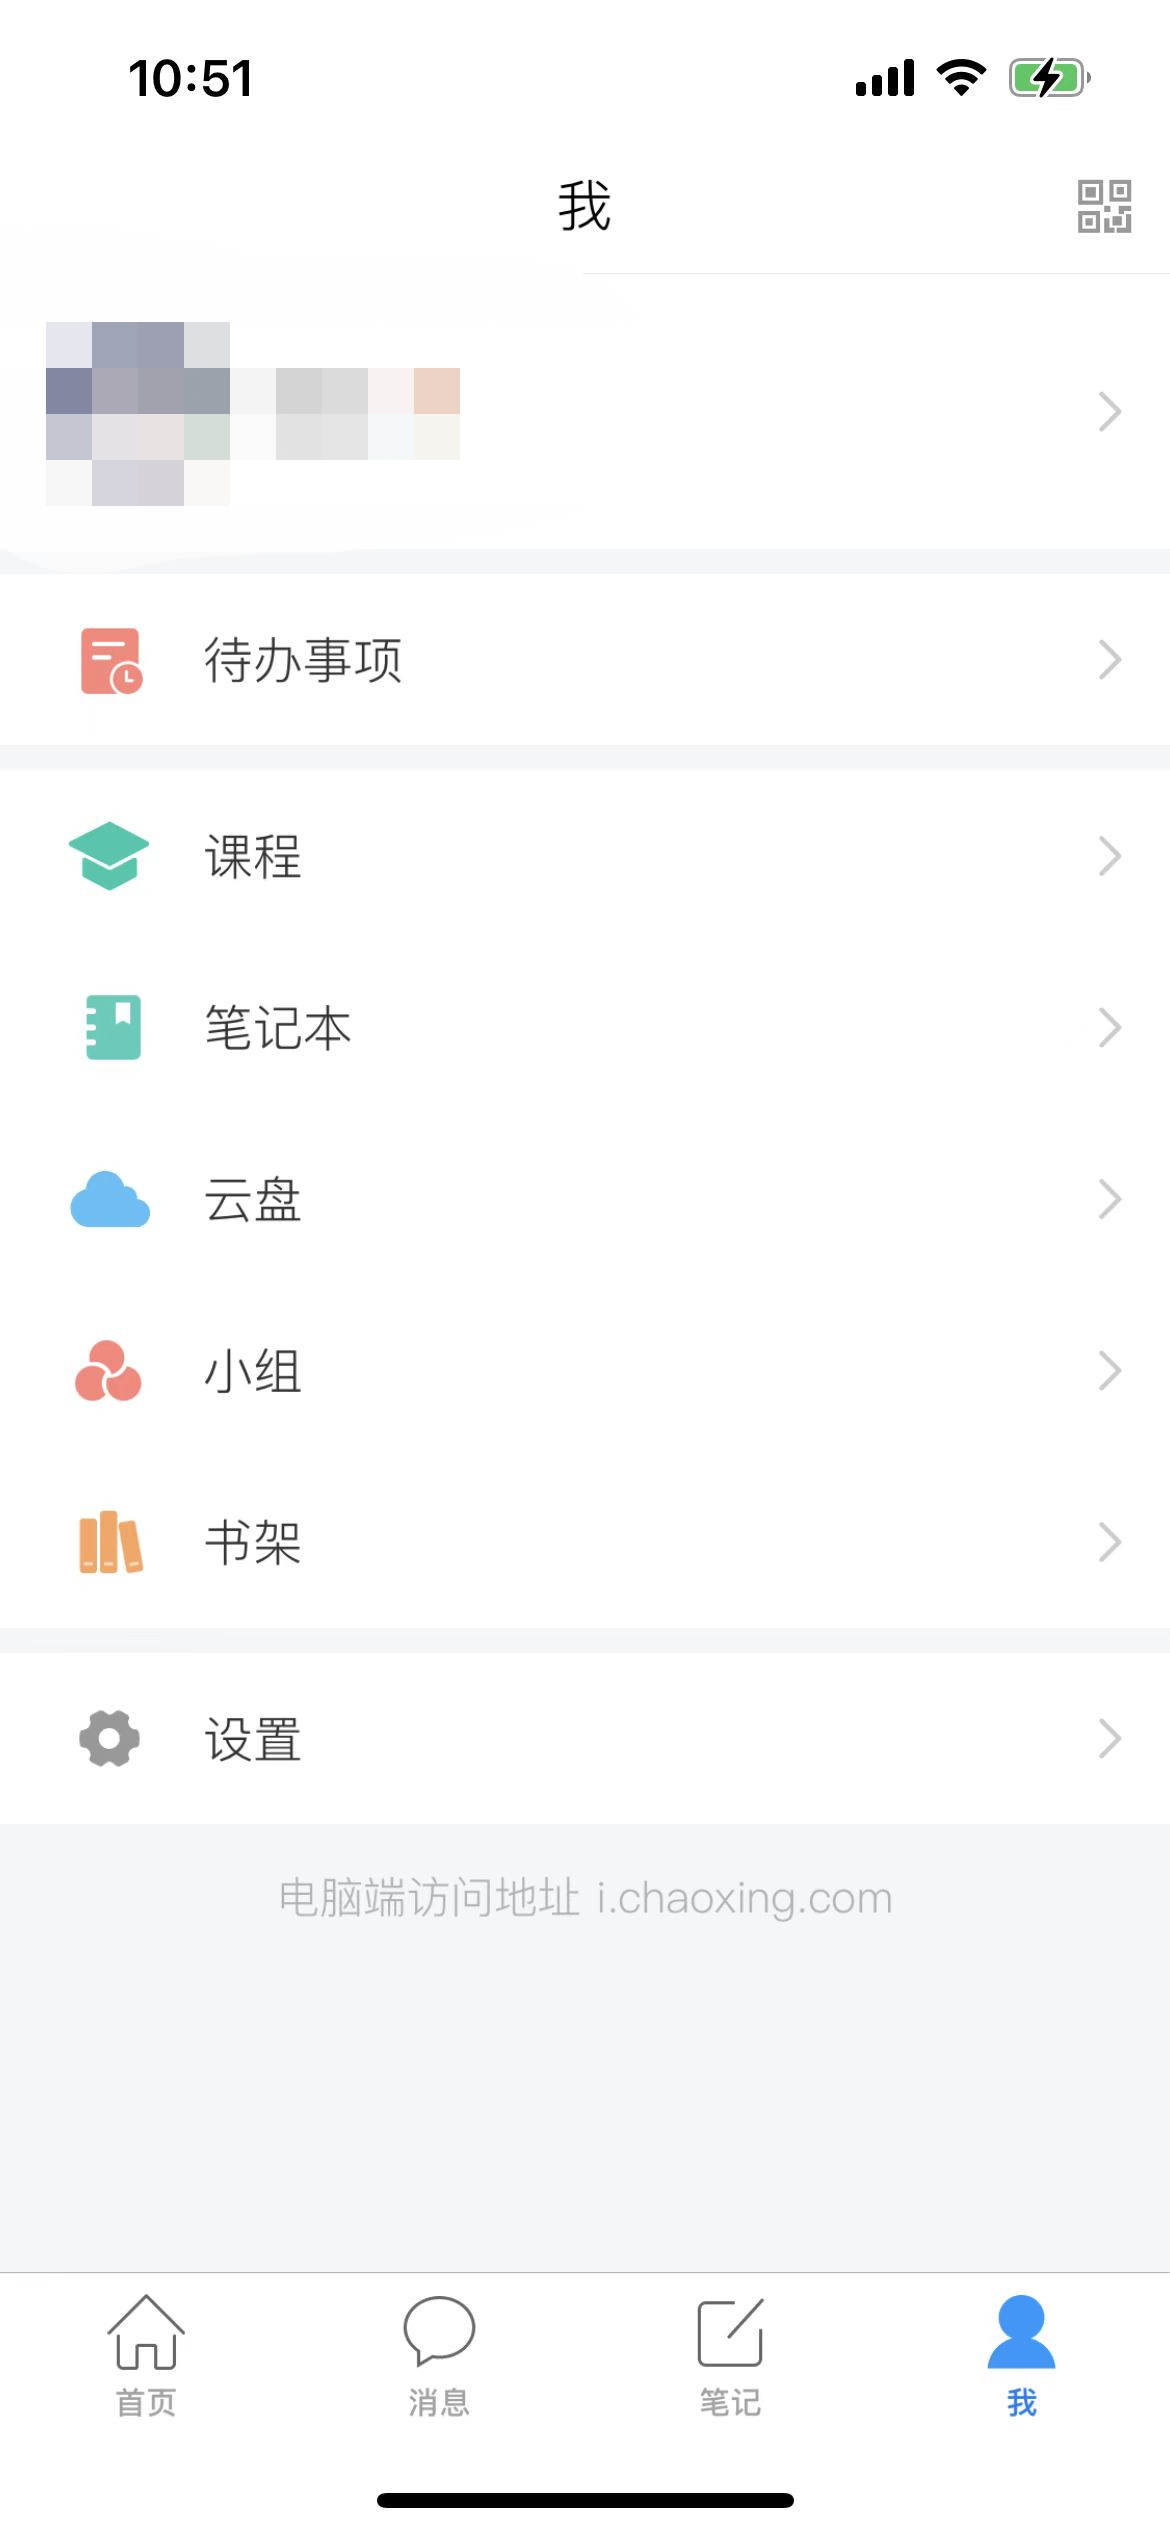 10:51
我
待办事项
课程
笔记本
云盘
小组
书架
设置
电脑端访问地址 i.chaoxing.com
首页
消息
笔记
我